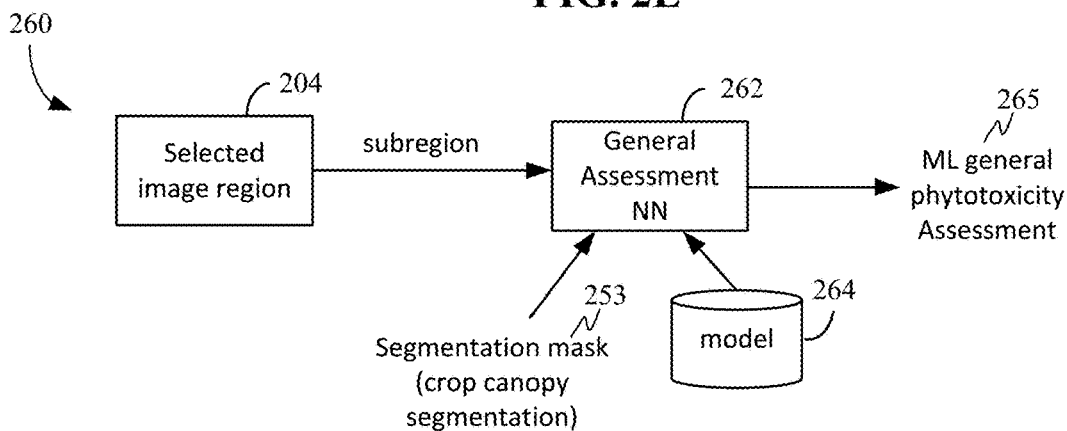 FIG.
260
204
262
265
Selected
image region
subregion
General
Assessment
NN
ML general
phytotoxicity
Assessment
253
264
Segmentation mask
(crop canopy
segmentation)
model